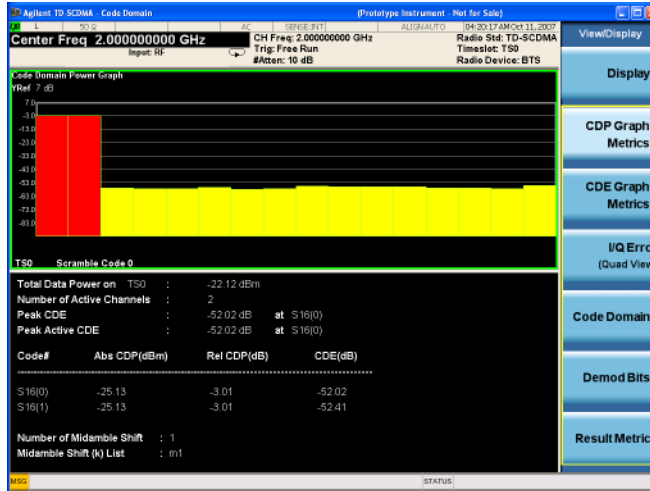 Agilent TD-SCDMA - Code Domain (Prototype Instrument - Not for Sale)
L 50 Ω AC SENSE:INT ALIGNAUTO 04:20:17 AM Oct 11, 2007
Center Freq 2.000000000 GHz
Input: RF
CH Freq: 2.000000000 GHz
Trig: Free Run
#Atten: 10 dB
Radio Std: TD-SCDMA
Timeslot: TS0
Radio Device: BTS
Code Domain Power Graph
YRef 7 dB
7.0
-3.0
-13.0
-23.0
-33.0
-43.0
-53.0
-63.0
-73.0
-83.0
TS0 Scramble Code 0
Total Data Power on TS0 : -22.12 dBm
Number of Active Channels : 2
Peak CDE : -52.02 dB at S16(0)
Peak Active CDE : -52.02 dB at S16(0)
Code# Abs CDP(dBm) Rel CDP(dB) CDE(dB)
S16(0) -25.13 -3.01 -52.02
S16(1) -25.13 -3.01 -52.41
Number of Midamble Shift : 1
Midamble Shift (k) List : m1
MSG STATUS
View/Display
Display
CDP Graph
Metrics
CDE Graph
Metrics
I/Q Erro
(Quad View
Code Domain
Demod Bits
Result Metric